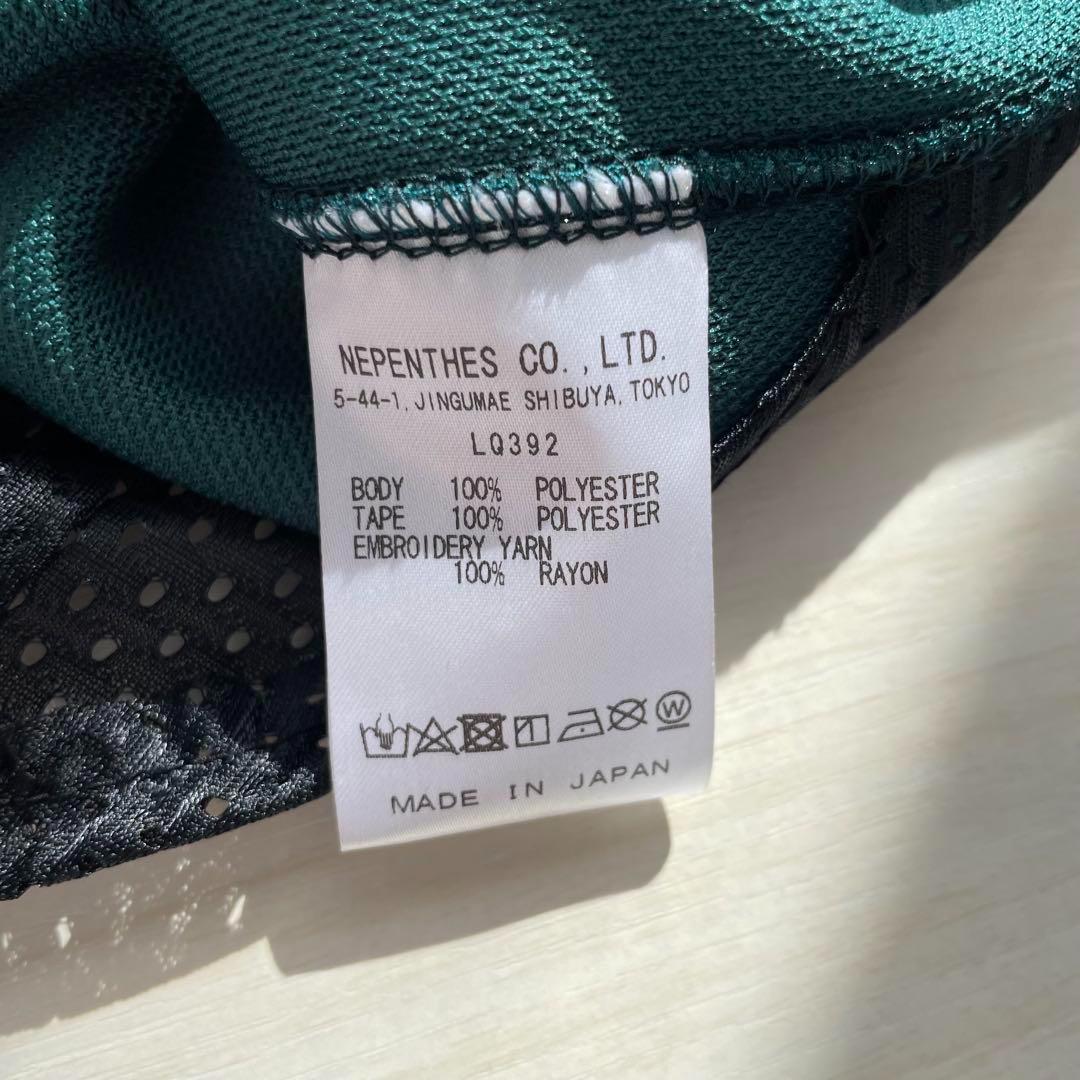 NEPENTHES CO., LTD.
5-44-1, JINGUMAE SHIBUYA, TOKYO
LQ392
BODY 100% POLYESTER
TAPE 100% POLYESTER
EMBROIDERY YARN
100% RAYON
W
MADE IN JAPAN